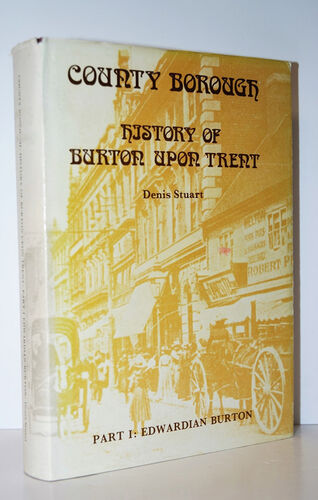 COUNTY BOROUGH
HISTORY OF
BURTON UPON TRENT
Denis Stuart
PART I: EDWARDIAN BURTON